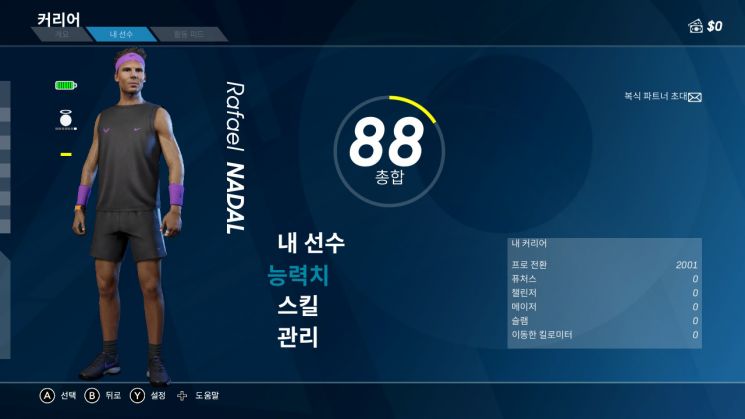 커리어
개요 내 선수 활동 피드
$0
복식 파트너 초대
Rafael NADAL
88
총합
내 선수
능력치
스킬
관리
내 커리어
프로 전환 2001
퓨처스 0
챌린저 0
메이저 0
슬램 0
이동한 킬로미터 0
A 선택 B 뒤로 Y 설정 도움말